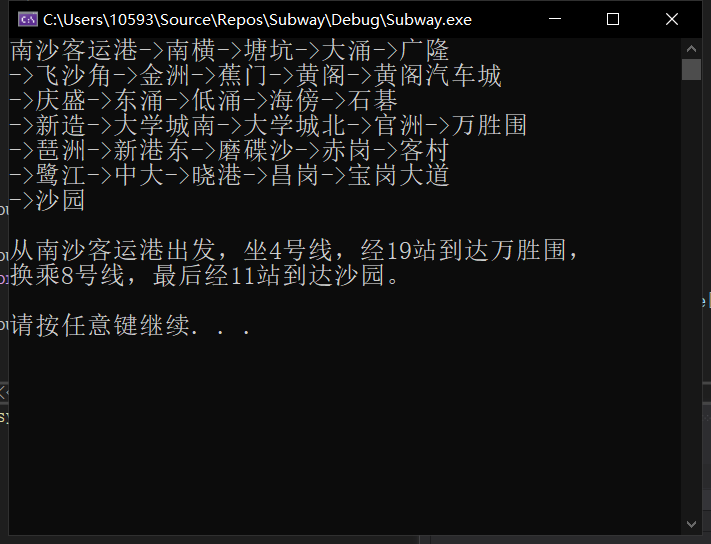 C:\Users\10593\Source\Repos\Subway\Debug\Subway.exe
南沙客运港->南横->塘坑->大涌->广隆
->飞沙角->金洲->蕉门->黄阁->黄阁汽车城
->庆盛->东涌->低涌->海傍->石碁
->新造->大学城南->大学城北->官洲->万胜围
->琶洲->新港东->磨碟沙->赤岗->客村
->鹭江->中大->晓港->昌岗->宝岗大道
->沙园
从南沙客运港出发，坐4号线，经19站到达万胜围，
换乘8号线，最后经11站到达沙园。
请按任意键继续. . .